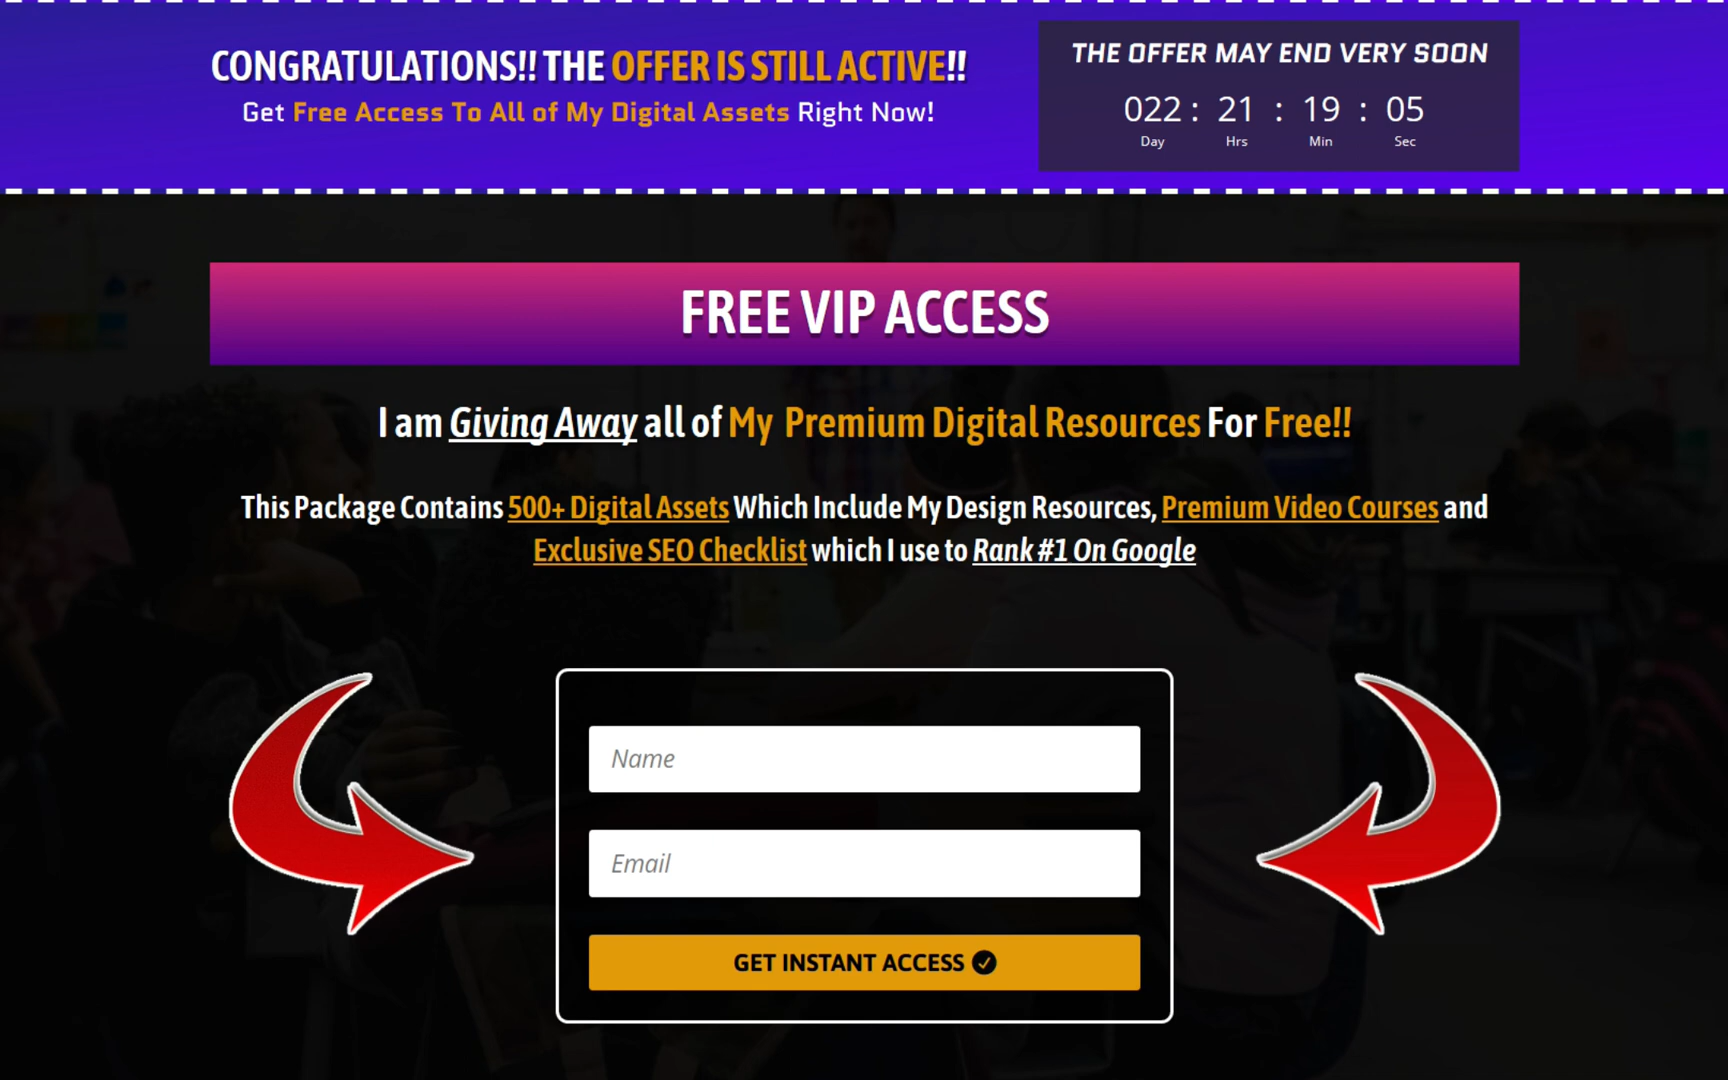 CONGRATULATIONS!! THE OFFER IS STILL ACTIVE!!
Get Free Access To All of My Digital Assets Right Now!
THE OFFER MAY END VERY SOON
022 : 21 : 19 : 05
Day Hrs Min Sec
FREE VIP ACCESS
I am Giving Away all of My Premium Digital Resources For Free!!
This Package Contains 500+ Digital Assets Which Include My Design Resources, Premium Video Courses and
Exclusive SEO Checklist which I use to Rank #1 On Google
Name
Email
GET INSTANT ACCESS